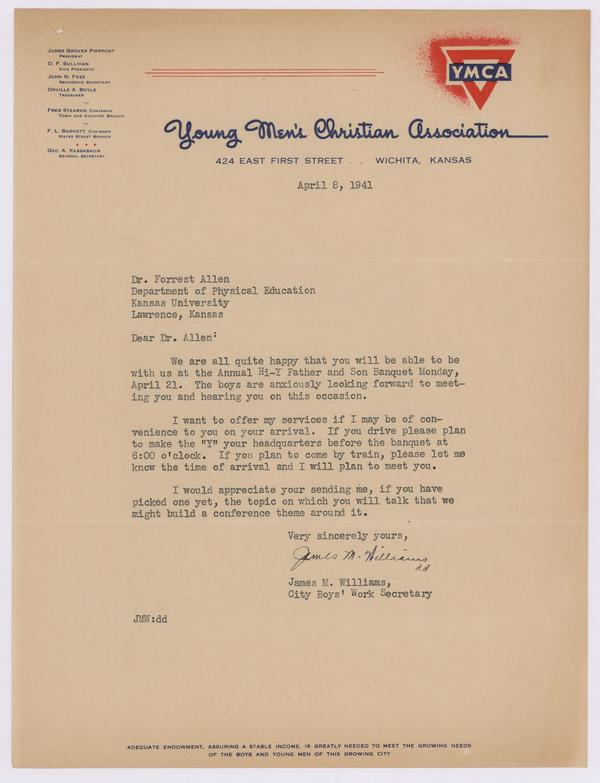 JUDGE GROVER PIERPONT
PRESIDENT
O. F. SULLIVAN
VICE PRESIDENT
JOHN N. FREE
RECORDING SECRETARY
ORVILLE A. BOYLE
TREASURER
FRED STEARNS, CHAIRMAN
TOWN AND COUNTRY BRANCH
F. L. BARNETT, CHAIRMAN
WATER STREET BRANCH
* * *
GEO A. KASSABAUM
GENERAL SECRETARY
YMCA
Young Men's Christian Association
424 EAST FIRST STREET . . WICHITA, KANSAS
April 8, 1941
Dr. Forrest Allen
Department of Physical Education
Kansas University
Lawrence, Kansas
Dear Dr. Allen:
We are all quite happy that you will be able to be
with us at the Annual Hi-Y Father and Son Banquet Monday,
April 21. The boys are anxiously looking forward to meet-
ing you and hearing you on this occasion.
I want to offer my services if I may be of con-
venience to you on your arrival. If you drive please plan
to make the "Y" your headquarters before the banquet at
6:00 o'clock. If you plan to come by train, please let me
know the time of arrival and I will plan to meet you.
I would appreciate your sending me, if you have
picked one yet, the topic on which you will talk that we
might build a conference theme around it.
Very sincerely yours,
James M. Williams
dd
James M. Williams,
City Boys' Work Secretary
JMW:dd
ADEQUATE ENDOWMENT, ASSURING A STABLE INCOME, IS GREATLY NEEDED TO MEET THE GROWING NEEDS
OF THE BOYS AND YOUNG MEN OF THIS GROWING CITY